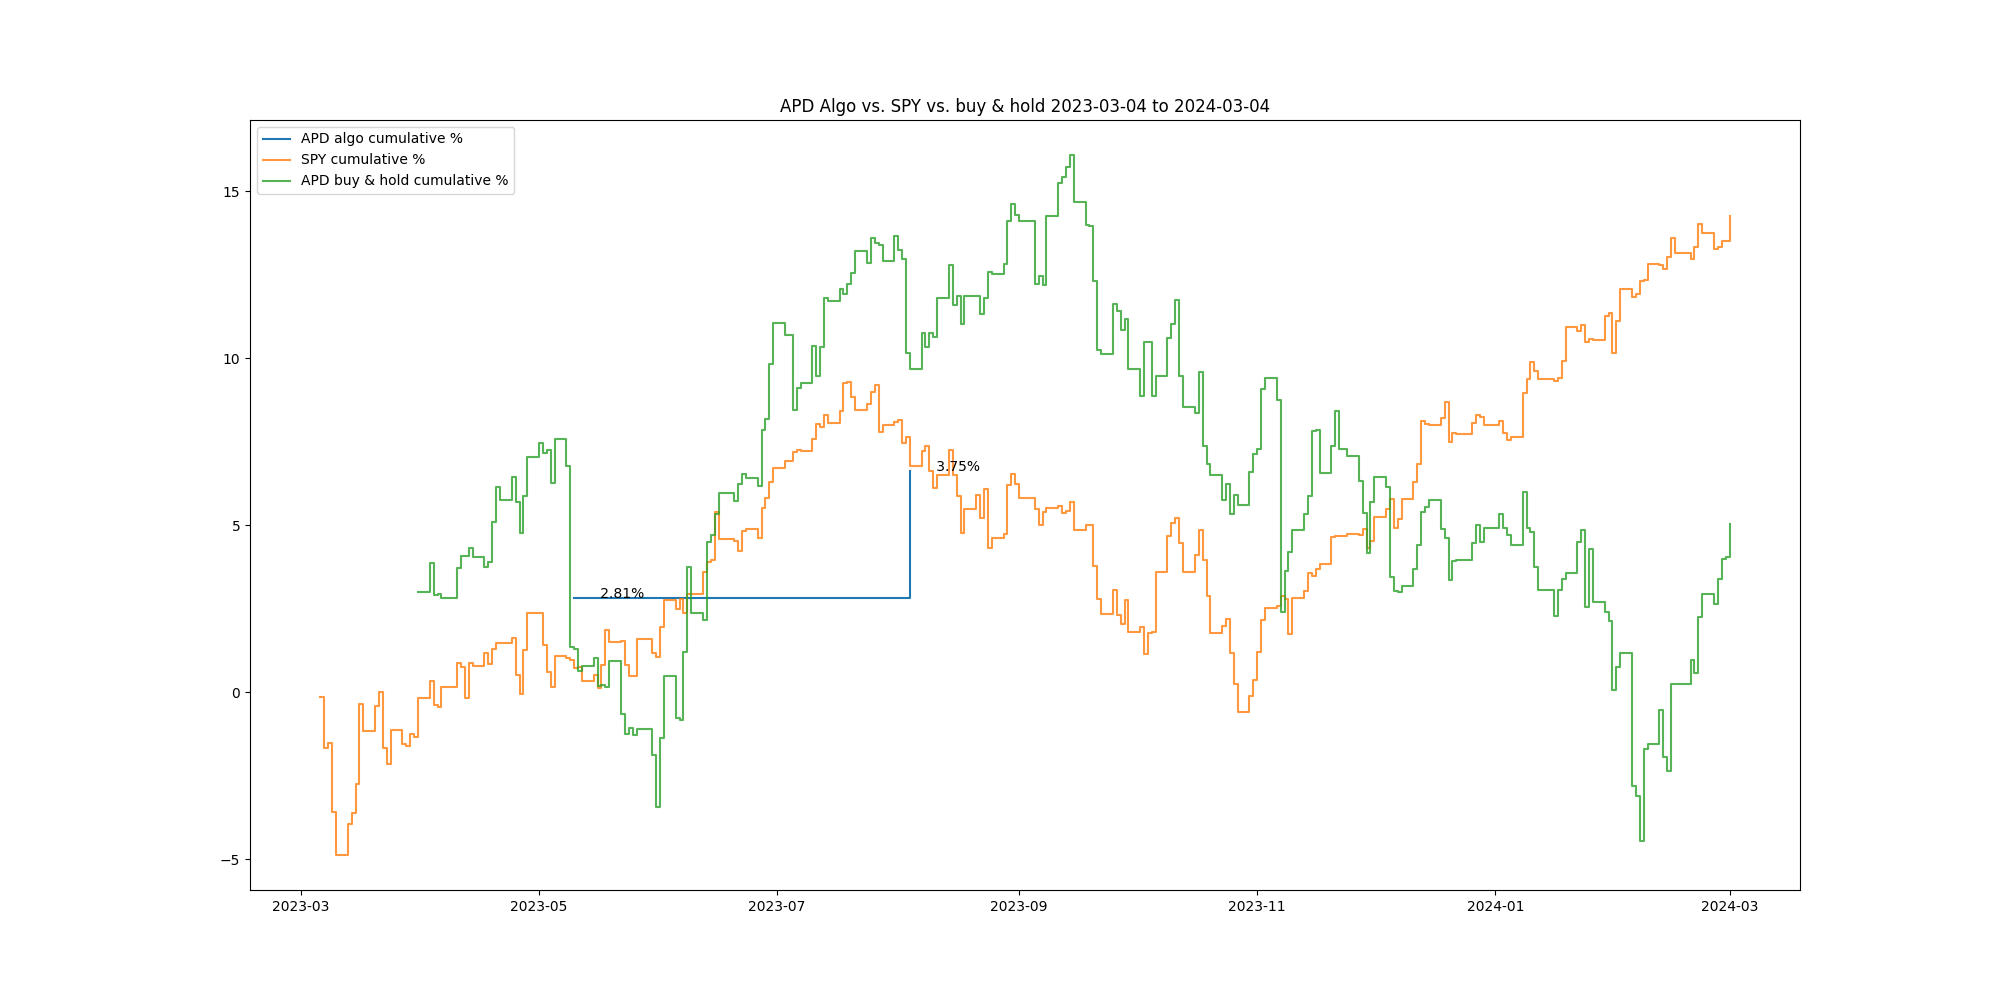 APD Algo vs. SPY vs. buy & hold 2023-03-04 to 2024-03-04
APD algo cumulative %
SPY cumulative %
APD buy & hold cumulative %
15
10
5
0
−5
3.75%
2.81%
2023-03 2023-05 2023-07 2023-09 2023-11 2024-01 2024-03